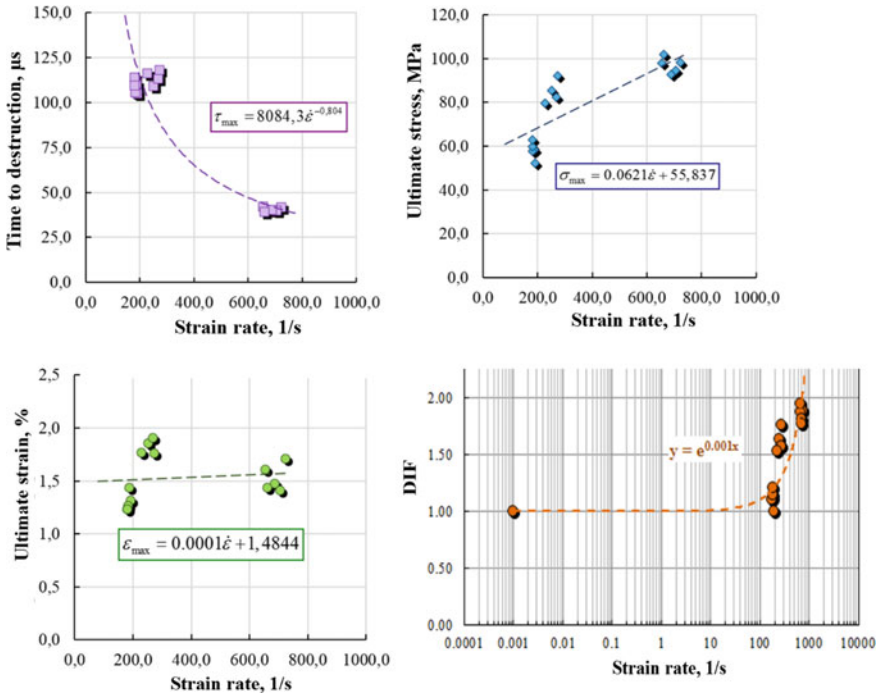 Time to destruction, μs
150,0
125,0
100,0
75,0
50,0
25,0
0,0
τmax = 8084,3ε̇^−0,804
0,0 200,0 400,0 600,0 800,0 1000,0
Strain rate, 1/s
Ultimate stress, MPa
120,0
100,0
80,0
60,0
40,0
20,0
0,0
σmax = 0.0621ε̇ + 55,837
0,0 200,0 400,0 600,0 800,0 1000,0
Strain rate, 1/s
Ultimate strain, %
2,5
2,0
1,5
1,0
0,5
0,0
εmax = 0.0001ε̇ + 1,4844
0,0 200,0 400,0 600,0 800,0 1000,0
Strain rate, 1/s
DIF
2.00
1.50
1.00
0.50
0.00
y = e^0.001x
0.0001 0.001 0.01 0.1 1 10 100 1000 10000
Strain rate, 1/s